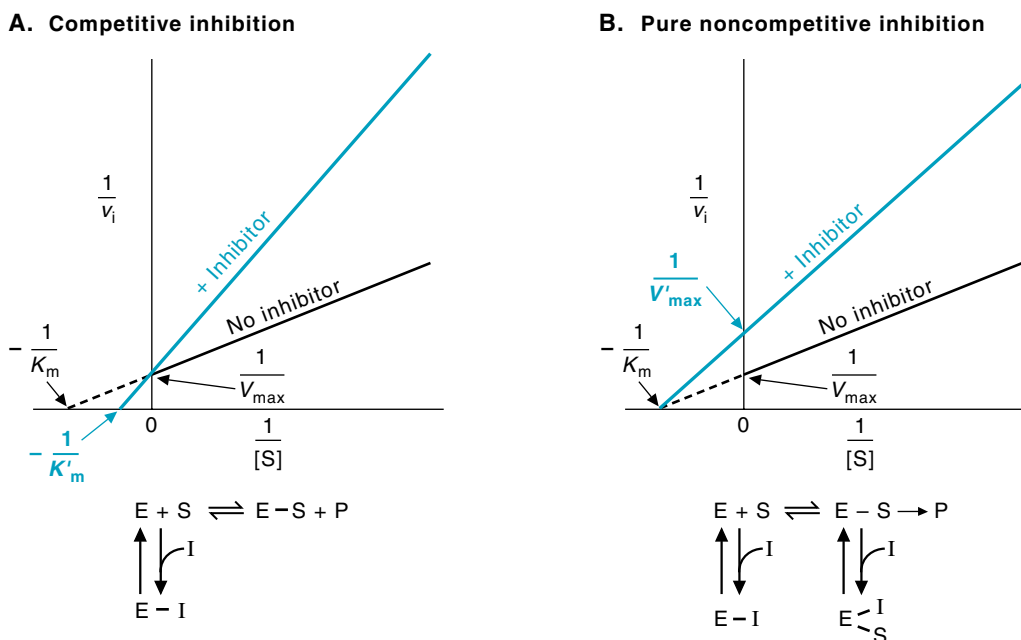 A. Competitive inhibition
1
vi
+ Inhibitor
No inhibitor
− 1
Km
1
Vmax
0
1
[S]
− 1
K′m
E + S ⇌ E − S + P
I
E − I
B. Pure noncompetitive inhibition
1
vi
+ Inhibitor
1
V′max
No inhibitor
− 1
Km
1
Vmax
0
1
[S]
E + S ⇌ E − S → P
I
I
E − I
E
I
S